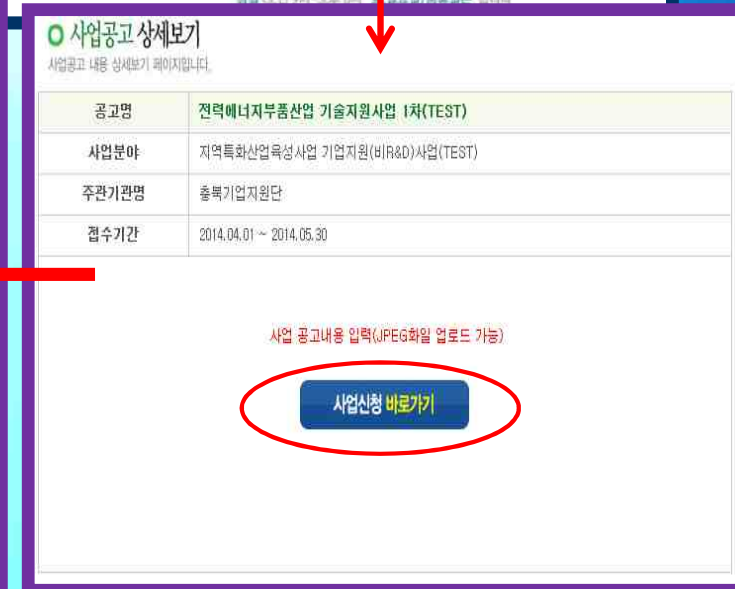 사업공고 상세보기
사업공고 내용 상세보기 페이지입니다.
공고명 전력에너지부품산업 기술지원사업 1차(TEST)
사업분야 지역특화산업육성사업 기업지원(비R&D)사업(TEST)
주관기관명 충북기업지원단
접수기간 2014.04.01 ~ 2014.05.30
사업 공고내용 입력(JPEG화일 업로드 가능)
사업신청 바로가기